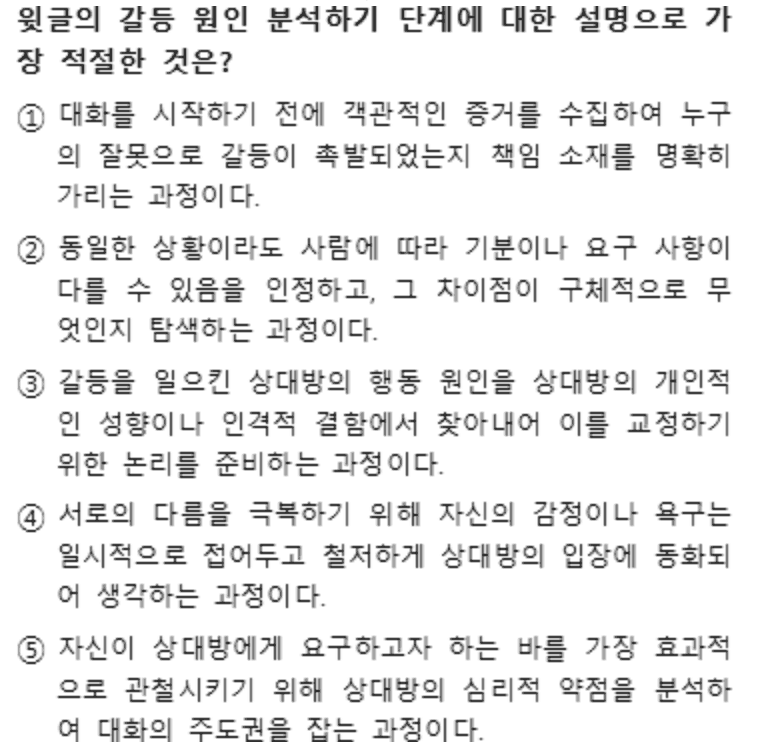 윗글의 갈등 원인 분석하기 단계에 대한 설명으로 가
장 적절한 것은?
① 대화를 시작하기 전에 객관적인 증거를 수집하여 누구
의 잘못으로 갈등이 촉발되었는지 책임 소재를 명확히
가리는 과정이다.
② 동일한 상황이라도 사람에 따라 기분이나 요구 사항이
다를 수 있음을 인정하고, 그 차이점이 구체적으로 무
엇인지 탐색하는 과정이다.
③ 갈등을 일으킨 상대방의 행동 원인을 상대방의 개인적
인 성향이나 인격적 결함에서 찾아내어 이를 교정하기
위한 논리를 준비하는 과정이다.
④ 서로의 다름을 극복하기 위해 자신의 감정이나 욕구는
일시적으로 접어두고 철저하게 상대방의 입장에 동화되
어 생각하는 과정이다.
⑤ 자신이 상대방에게 요구하고자 하는 바를 가장 효과적
으로 관철시키기 위해 상대방의 심리적 약점을 분석하
여 대화의 주도권을 잡는 과정이다.